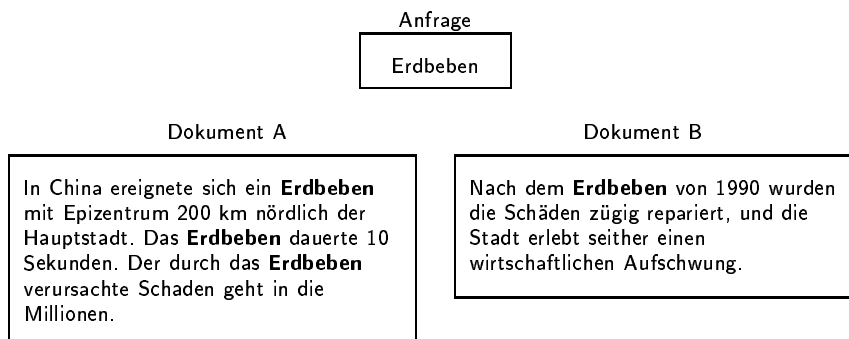 Anfrage
Erdbeben
Dokument A
In China ereignete sich ein Erdbeben
mit Epizentrum 200 km nördlich der
Hauptstadt. Das Erdbeben dauerte 10
Sekunden. Der durch das Erdbeben
verursachte Schaden geht in die
Millionen.
Dokument B
Nach dem Erdbeben von 1990 wurden
die Schäden zügig repariert, und die
Stadt erlebt seither einen
wirtschaftlichen Aufschwung.